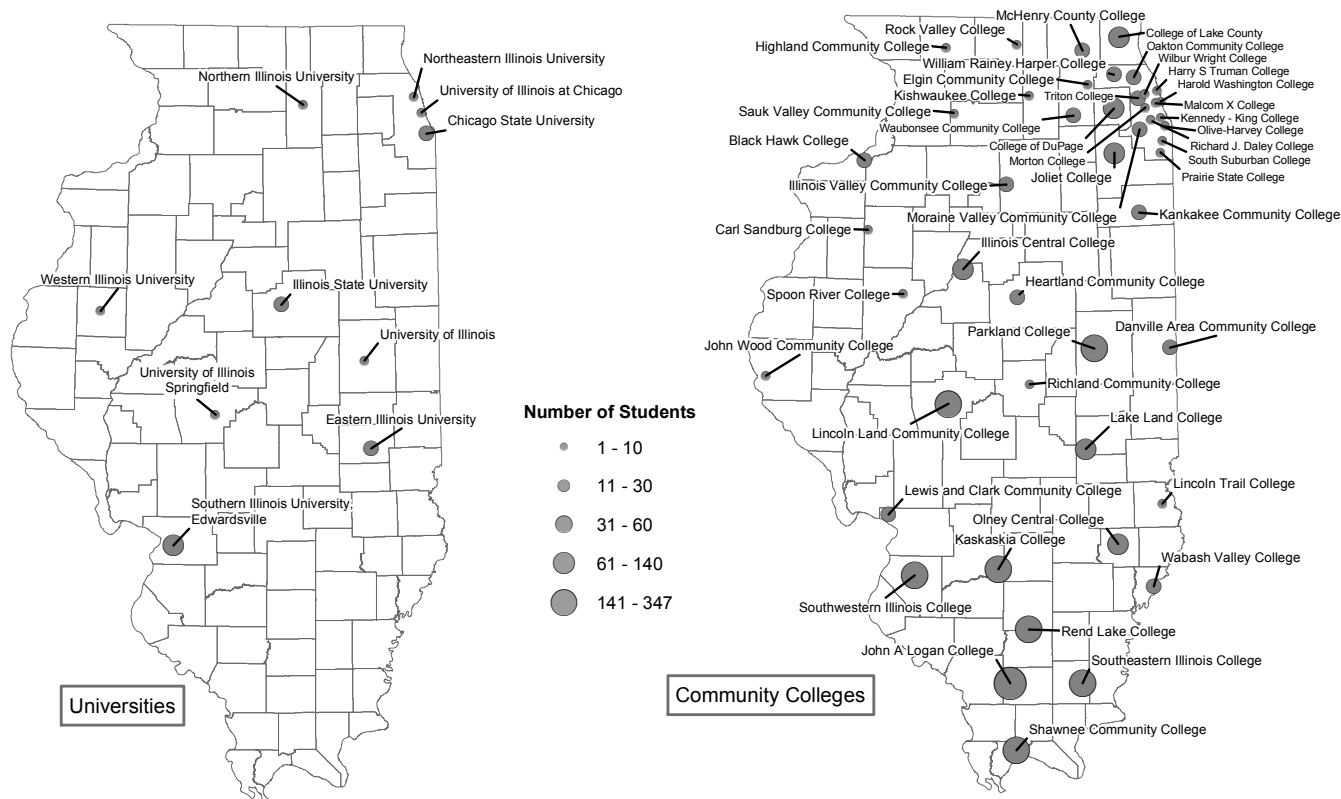 Northeastern Illinois University
Northern Illinois University
University of Illinois at Chicago
Chicago State University
Western Illinois University
Illinois State University
University of Illinois
University of Illinois
Springfield
Eastern Illinois University
Southern Illinois University,
Edwardsville
Universities
Number of Students
1 - 10
11 - 30
31 - 60
61 - 140
141 - 347
McHenry County College
Rock Valley College
College of Lake County
Highland Community College
Oakton Community College
Wilbur Wright College
William Rainey Harper College
Harry S Truman College
Elgin Community College
Harold Washington College
Kishwaukee College
Triton College
Malcom X College
Sauk Valley Community College
Kennedy - King College
Waubonsee Community College
Olive-Harvey College
Black Hawk College
College of DuPage
Richard J. Daley College
Morton College
South Suburban College
Joliet College
Prairie State College
Illinois Valley Community College
Moraine Valley Community College
Kankakee Community College
Carl Sandburg College
Illinois Central College
Spoon River College
Heartland Community College
Parkland College
Danville Area Community College
John Wood Community College
Richland Community College
Lincoln Land Community College
Lake Land College
Lewis and Clark Community College
Lincoln Trail College
Olney Central College
Kaskaskia College
Wabash Valley College
Southwestern Illinois College
Rend Lake College
John A Logan College
Southeastern Illinois College
Community Colleges
Shawnee Community College